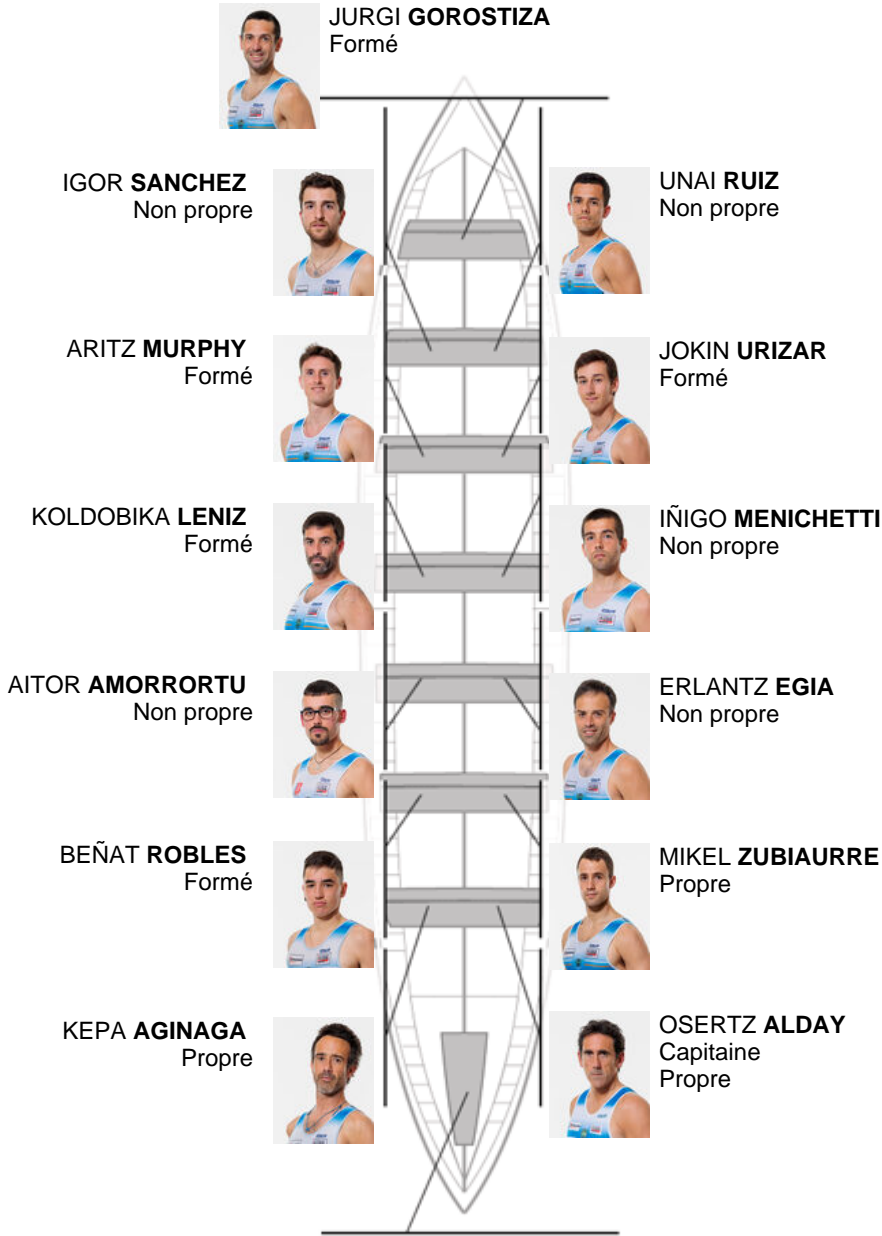 JURGI GOROSTIZA
Formé
IGOR SANCHEZ
Non propre
UNAI RUIZ
Non propre
ARITZ MURPHY
Formé
JOKIN URIZAR
Formé
KOLDOBIKA LENIZ
Formé
IÑIGO MENICHETTI
Non propre
AITOR AMORRORTU
Non propre
ERLANTZ EGIA
Non propre
BEÑAT ROBLES
Formé
MIKEL ZUBIAURRE
Propre
KEPA AGINAGA
Propre
OSERTZ ALDAY
Capitaine
Propre